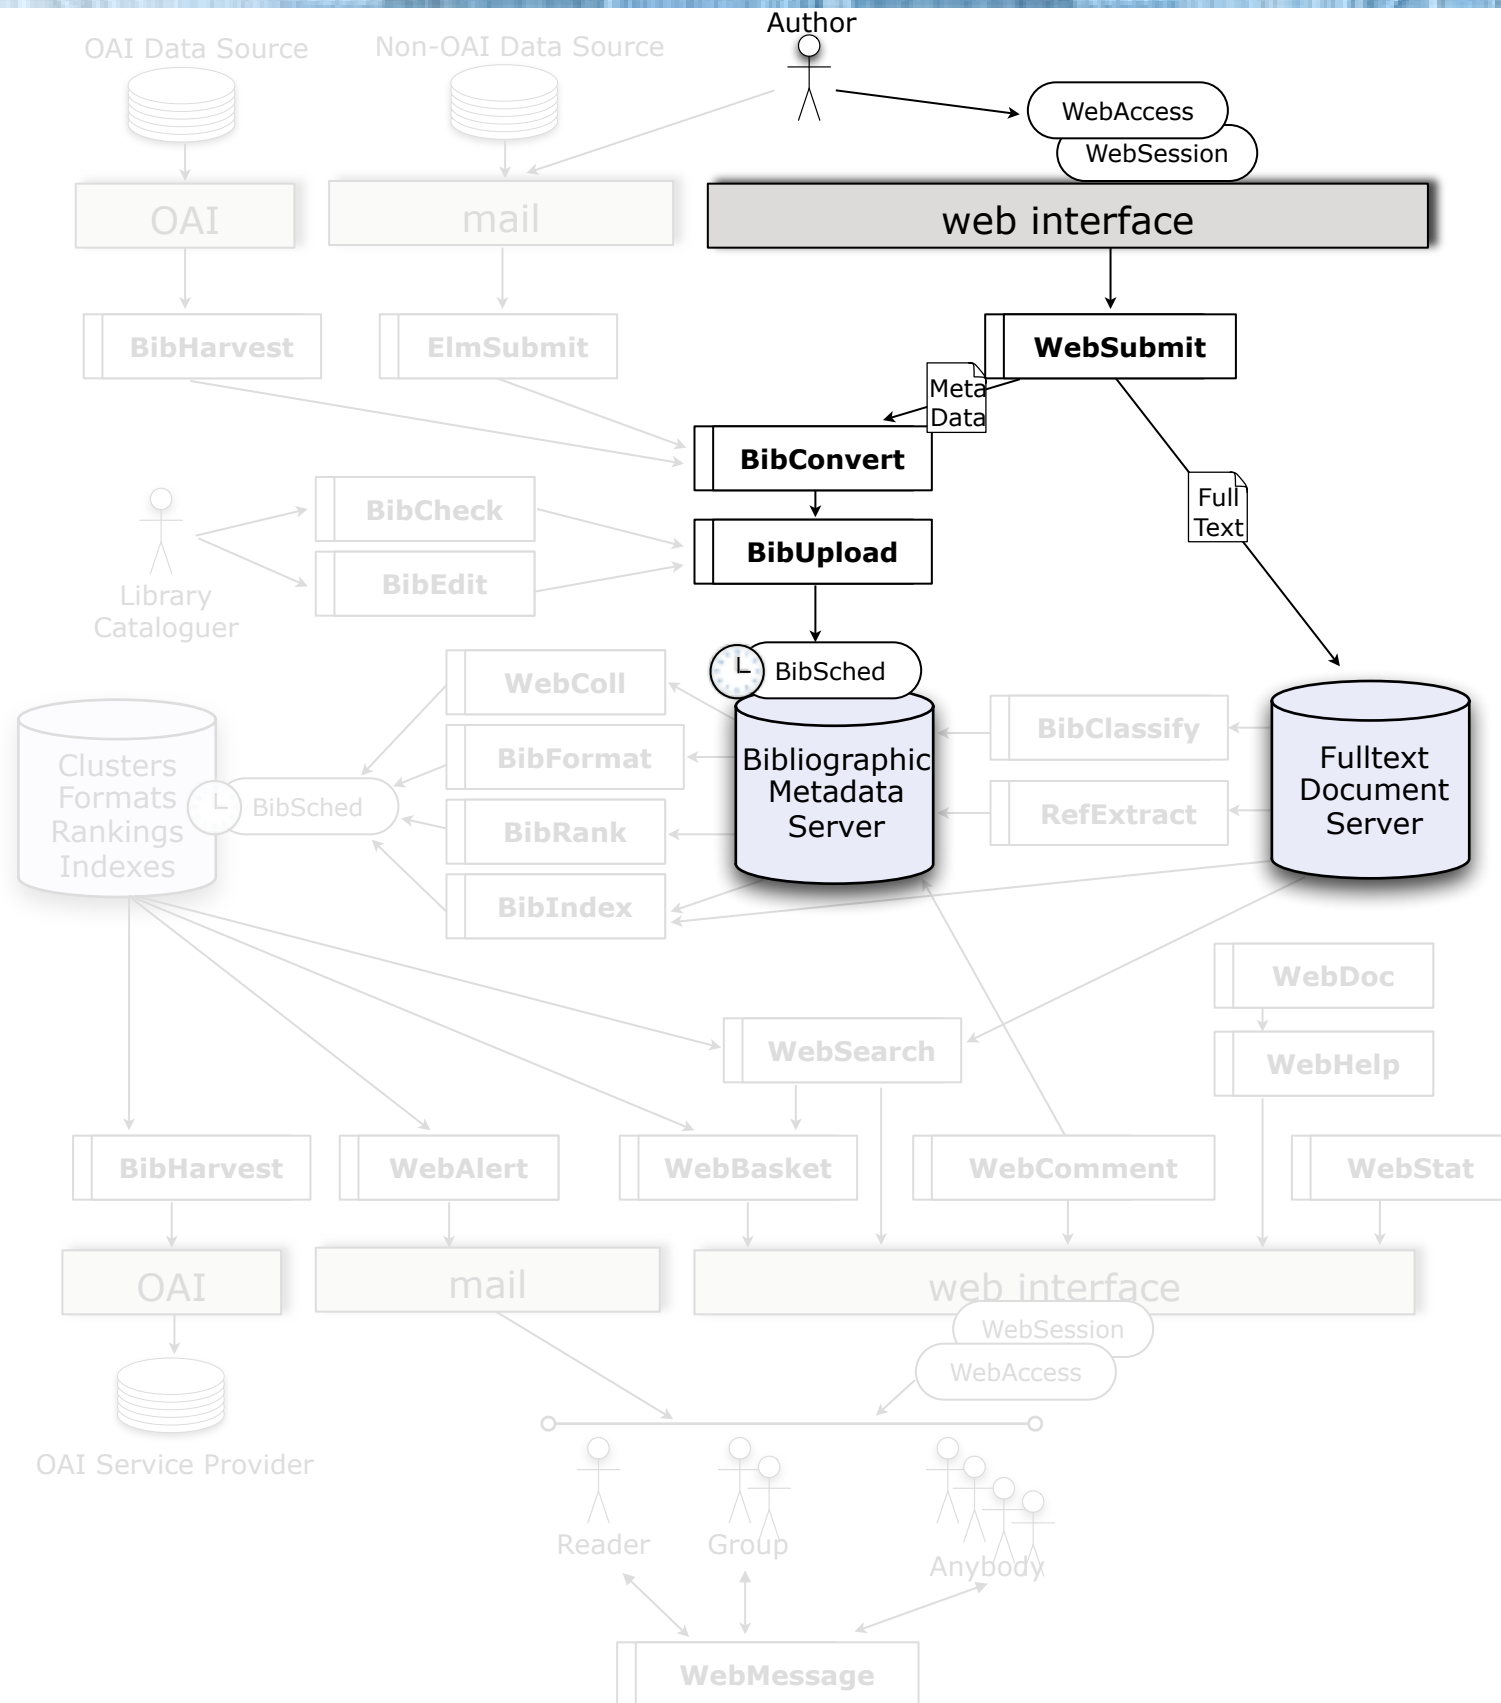 Author
OAI Data Source
Non-OAI Data Source
WebAccess
WebSession
OAI
mail
web interface
BibHarvest
ElmSubmit
WebSubmit
Meta
Data
BibConvert
Full
Text
BibCheck
BibUpload
BibEdit
Library
Cataloguer
WebColl
BibSched
BibClassify
BibFormat
Clusters
Formats
Rankings
Indexes
BibSched
Bibliographic
Metadata
Server
Fulltext
Document
Server
RefExtract
BibRank
BibIndex
WebDoc
WebSearch
WebHelp
BibHarvest
WebAlert
WebBasket
WebComment
WebStat
OAI
mail
web interface
WebSession
WebAccess
OAI Service Provider
Reader
Group
Anybody
WebMessage